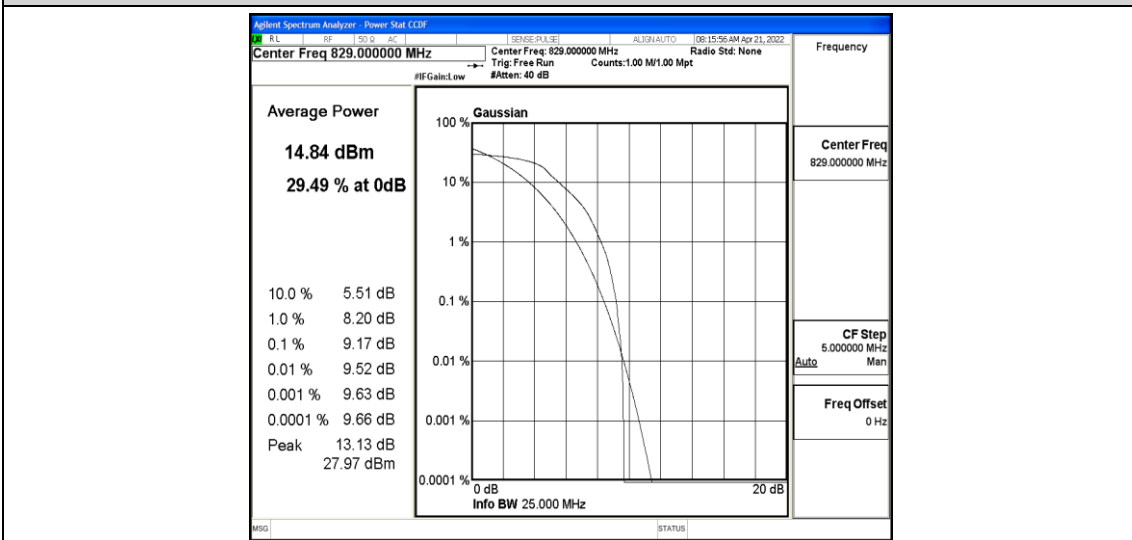 Agilent Spectrum Analyzer - Power Stat CCDF
RL RF 50 Ω AC SENSE:PULSE ALIGN AUTO 08:15:56 AM Apr 21, 2022
Center Freq 829.000000 MHz
Center Freq: 829.000000 MHz Radio Std: None
Trig: Free Run Counts:1.00 M/1.00 Mpt
#IFGain:Low #Atten: 40 dB
Frequency
Average Power
14.84 dBm
29.49 % at 0dB
10.0 % 5.51 dB
1.0 % 8.20 dB
0.1 % 9.17 dB
0.01 % 9.52 dB
0.001 % 9.63 dB
0.0001 % 9.66 dB
Peak 13.13 dB
27.97 dBm
Gaussian
100 %
10 %
1 %
0.1 %
0.01 %
0.001 %
0.0001 %
0 dB 20 dB
Info BW 25.000 MHz
Center Freq
829.000000 MHz
CF Step
5.000000 MHz
Auto Man
Freq Offset
0 Hz
MSG STATUS